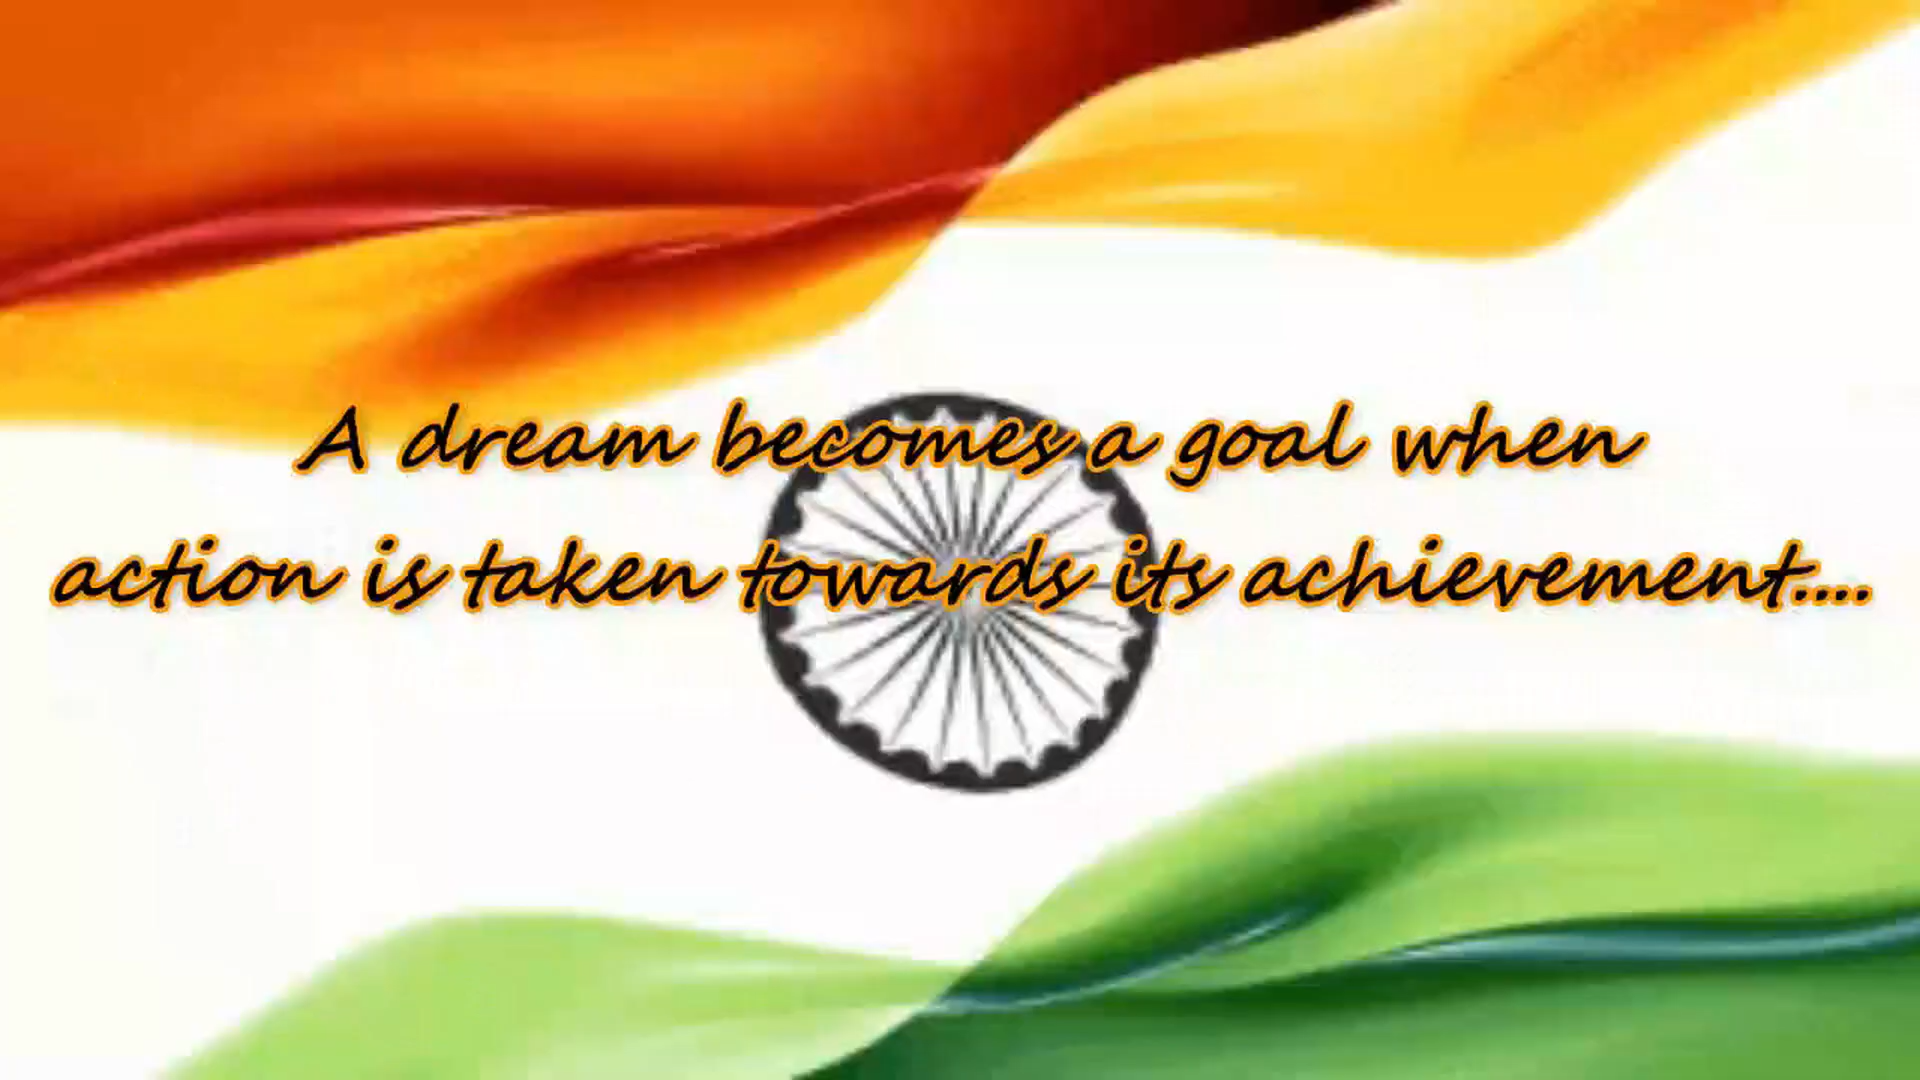 A dream becomes a goal when
action is taken towards its achievement....